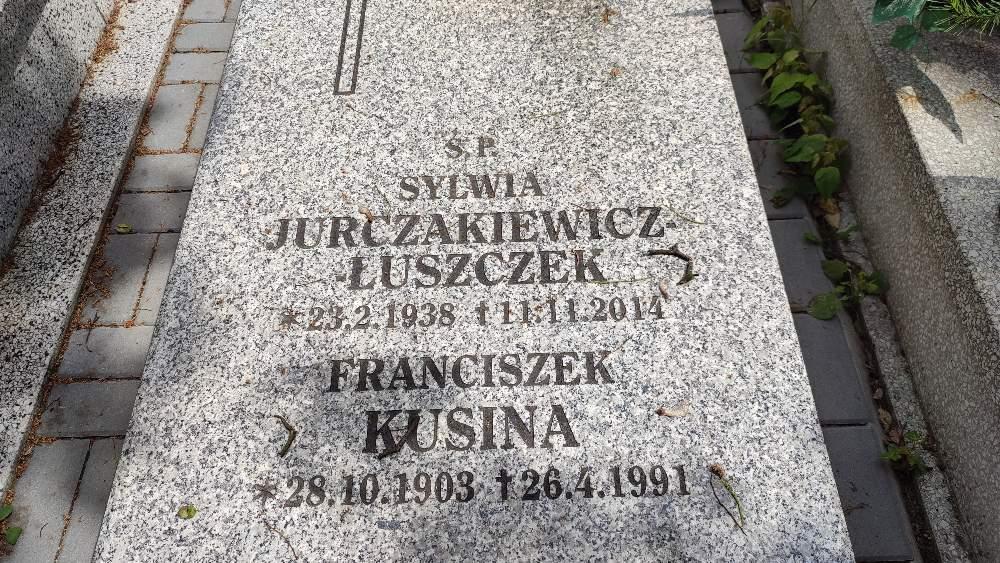 Ś.P.
SYLWIA
JURCZAKIEWICZ-
-ŁUSZCZEK
*23.2.1938 †11.11.2014
FRANCISZEK
KUSINA
*28.10.1903 †26.4.1991